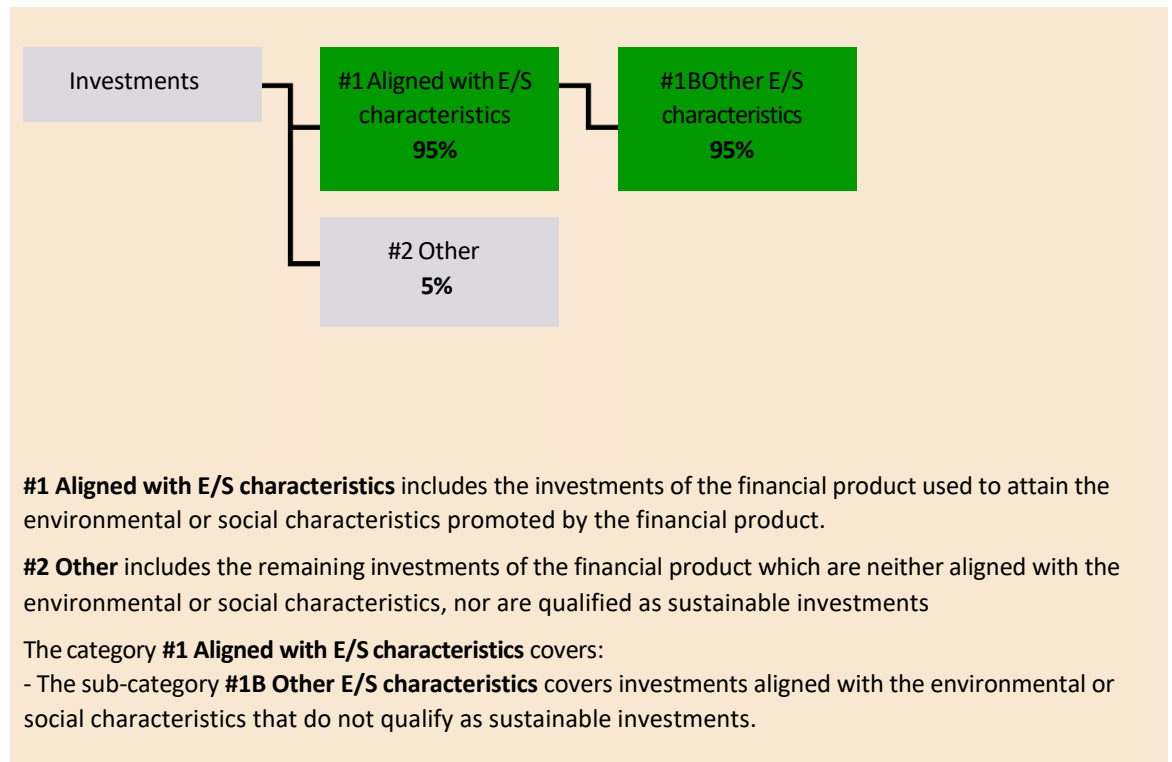 Investments
#1 Aligned with E/S
characteristics
95%
#1BOther E/S
characteristics
95%
#2 Other
5%
#1 Aligned with E/S characteristics includes the investments of the financial product used to attain the
environmental or social characteristics promoted by the financial product.
#2 Other includes the remaining investments of the financial product which are neither aligned with the
environmental or social characteristics, nor are qualified as sustainable investments
The category #1 Aligned with E/S characteristics covers:
- The sub-category #1B Other E/S characteristics covers investments aligned with the environmental or
social characteristics that do not qualify as sustainable investments.